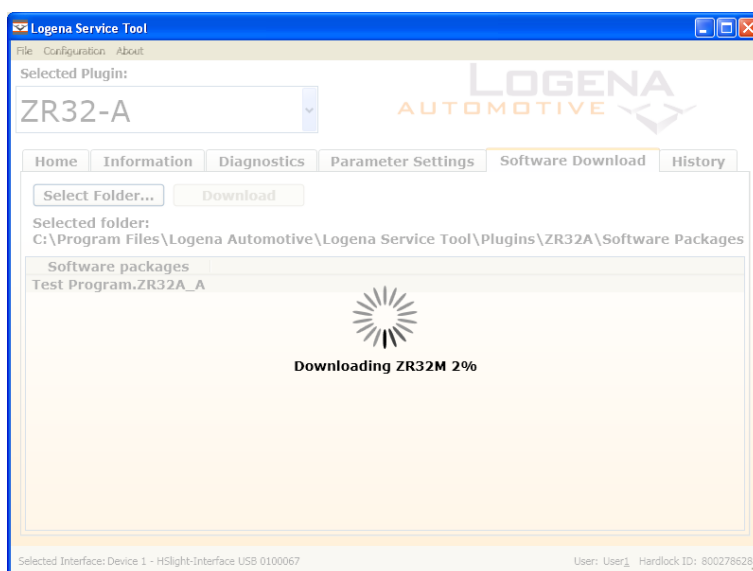 Logena Service Tool
File Configuration About
Selected Plugin:
LOGENA
AUTOMOTIVE
ZR32-A
Home Information Diagnostics Parameter Settings Software Download History
Select Folder... Download
Selected folder:
C:\Program Files\Logena Automotive\Logena Service Tool\Plugins\ZR32A\Software Packages
Software packages
Test Program.ZR32A_A
Downloading ZR32M 2%
Selected Interface: Device 1 - HSlight-Interface USB 0100067 User: User1 Hardlock ID: 800278628